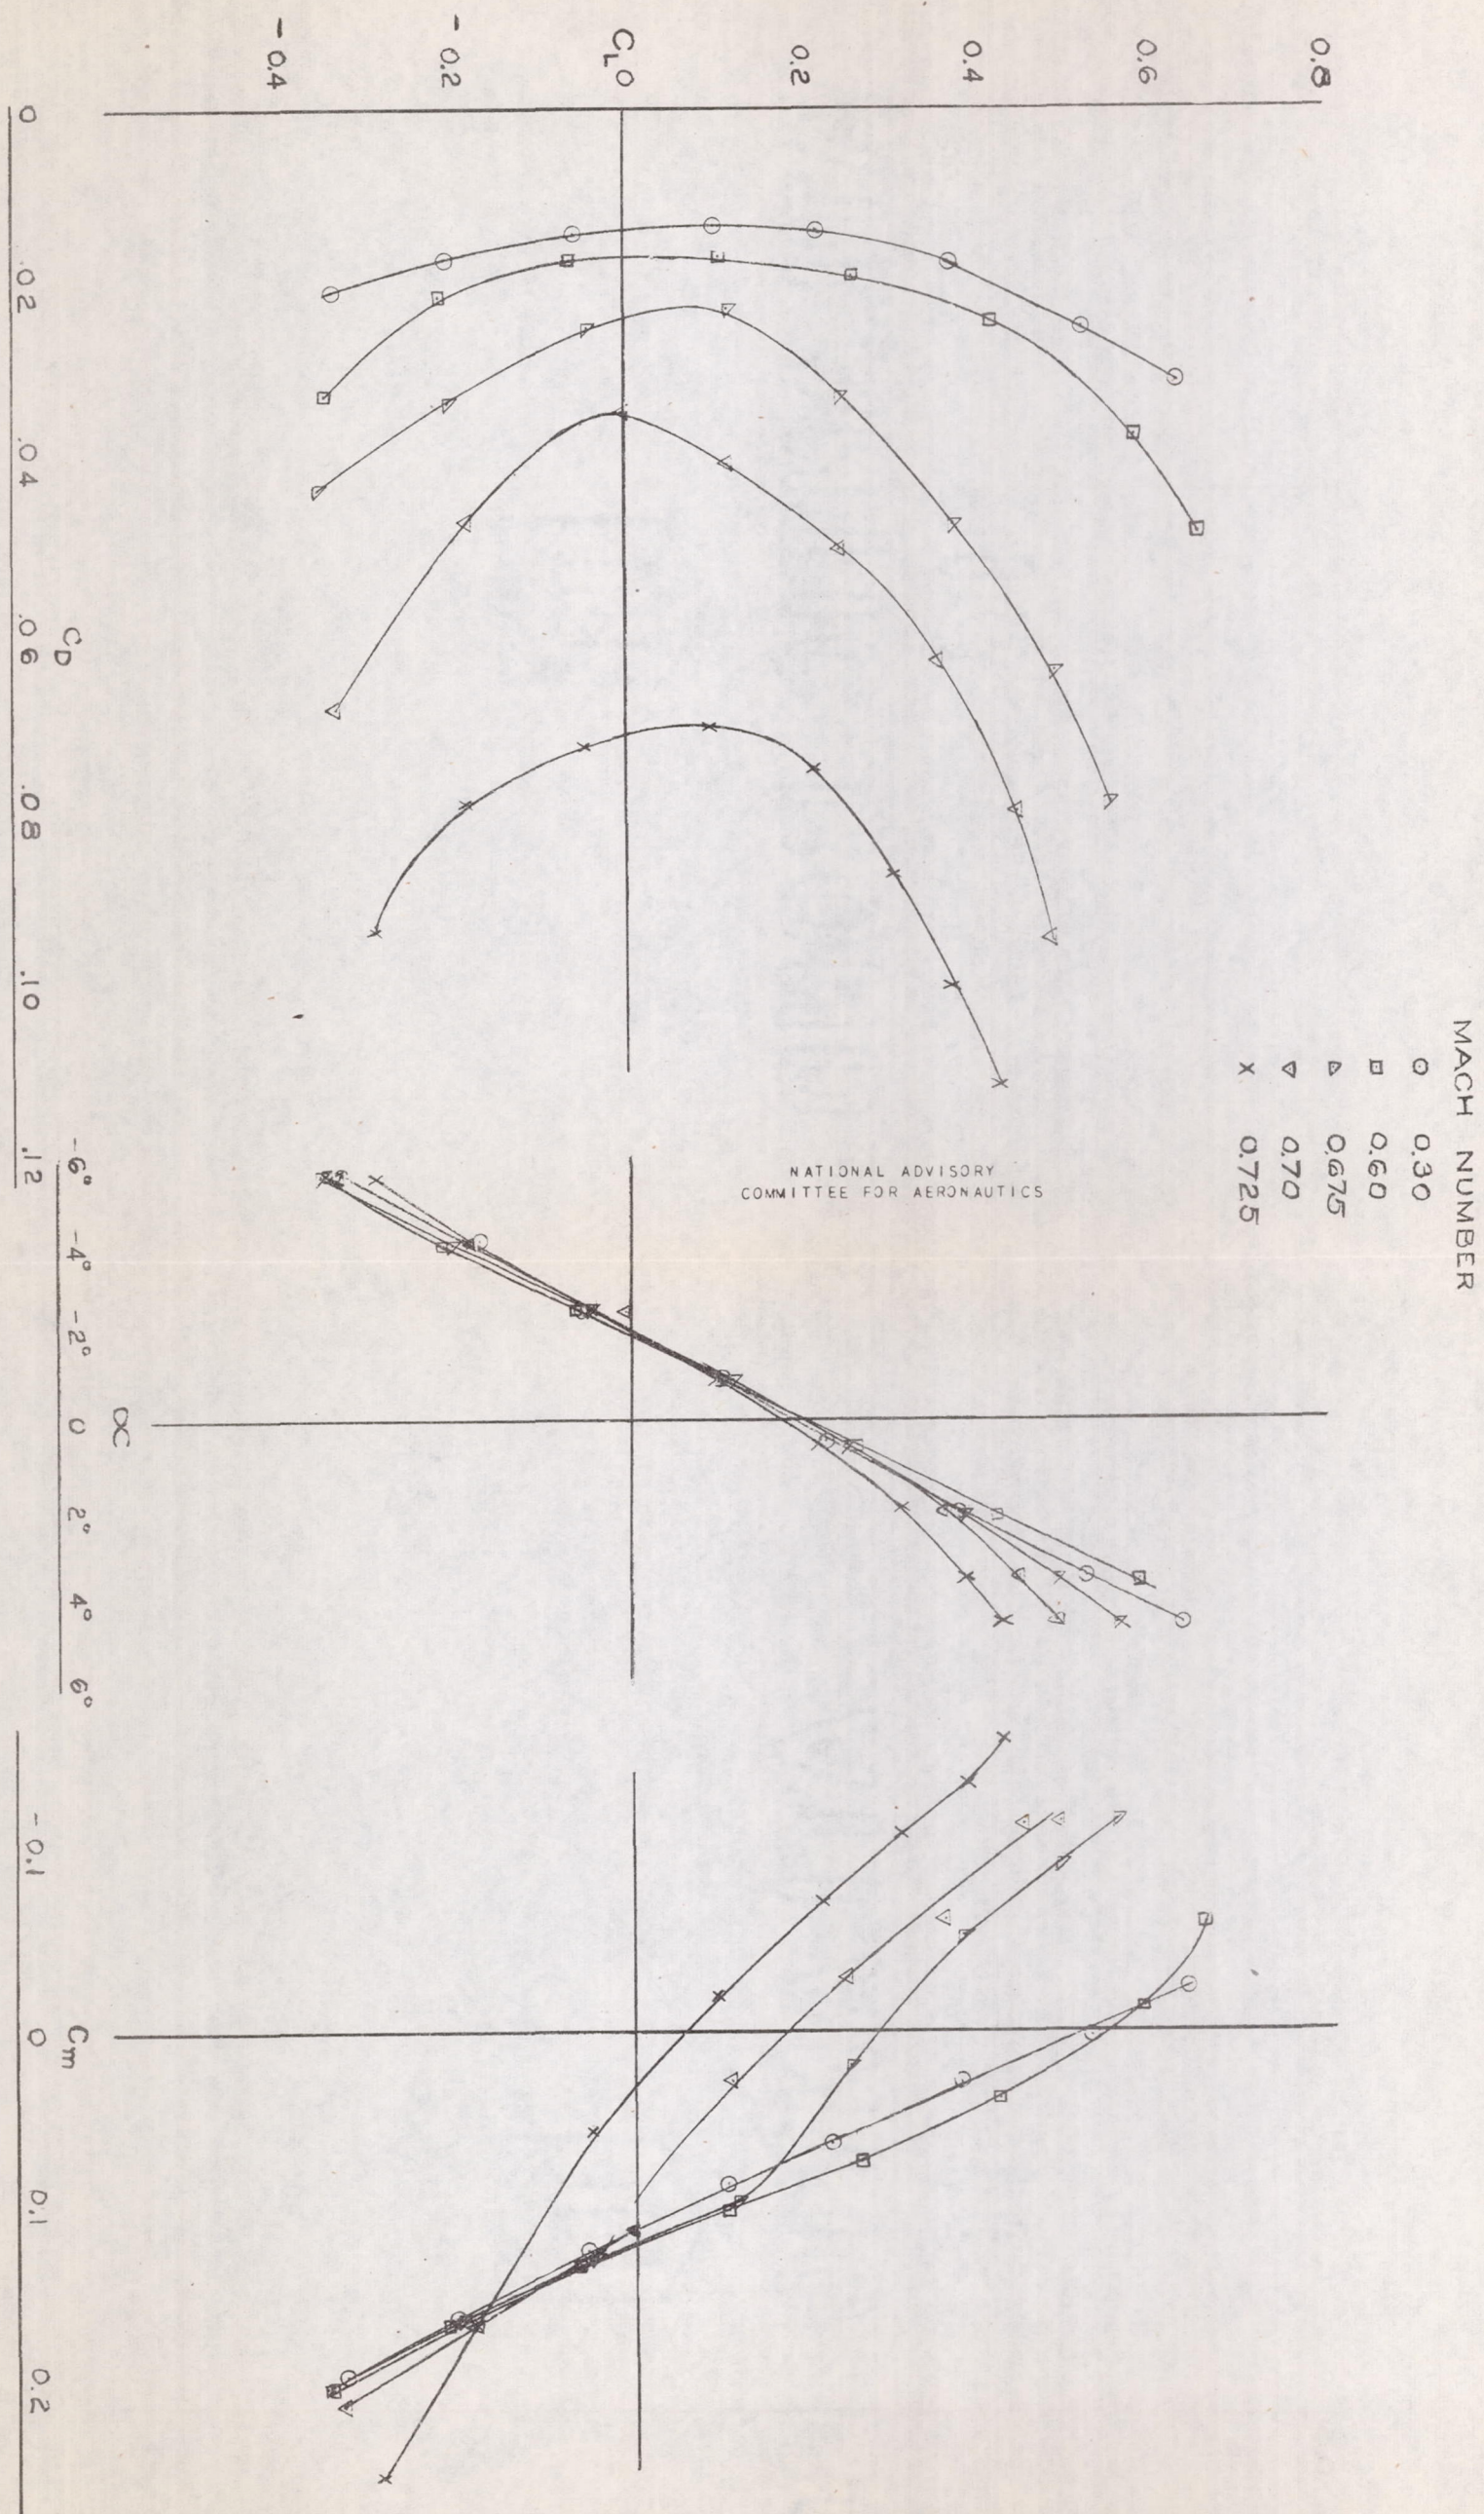 MACH NUMBER
⊙ 0.30
⊡ 0.60
▵ 0.675
▿ 0.70
x 0.725
0.8
0.6
0.4
0.2
CL 0
- 0.2
- 0.4
0 .02 .04 .06 .08 .10 .12
CD
-6° -4° -2° 0 2° 4° 6°
∝
- 0.1 0 0.1 0.2
Cm
NATIONAL ADVISORY
COMMITTEE FOR AERONAUTICS